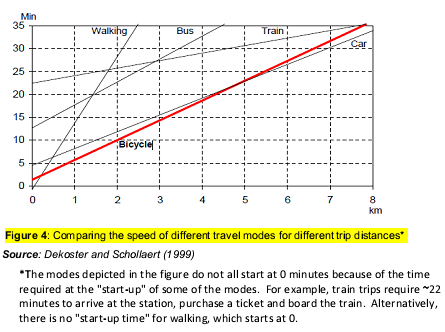 Min
35
Walking
Bus
Train
30
Car
25
20
15
10
Bicycle
5
0
0 1 2 3 4 5 6 7 8
km
Figure 4: Comparing the speed of different travel modes for different trip distances*
Source: Dekoster and Schollaert (1999)
*The modes depicted in the figure do not all start at 0 minutes because of the time
required at the "start-up" of some of the modes. For example, train trips require ~22
minutes to arrive at the station, purchase a ticket and board the train. Alternatively,
there is no "start-up time" for walking, which starts at 0.